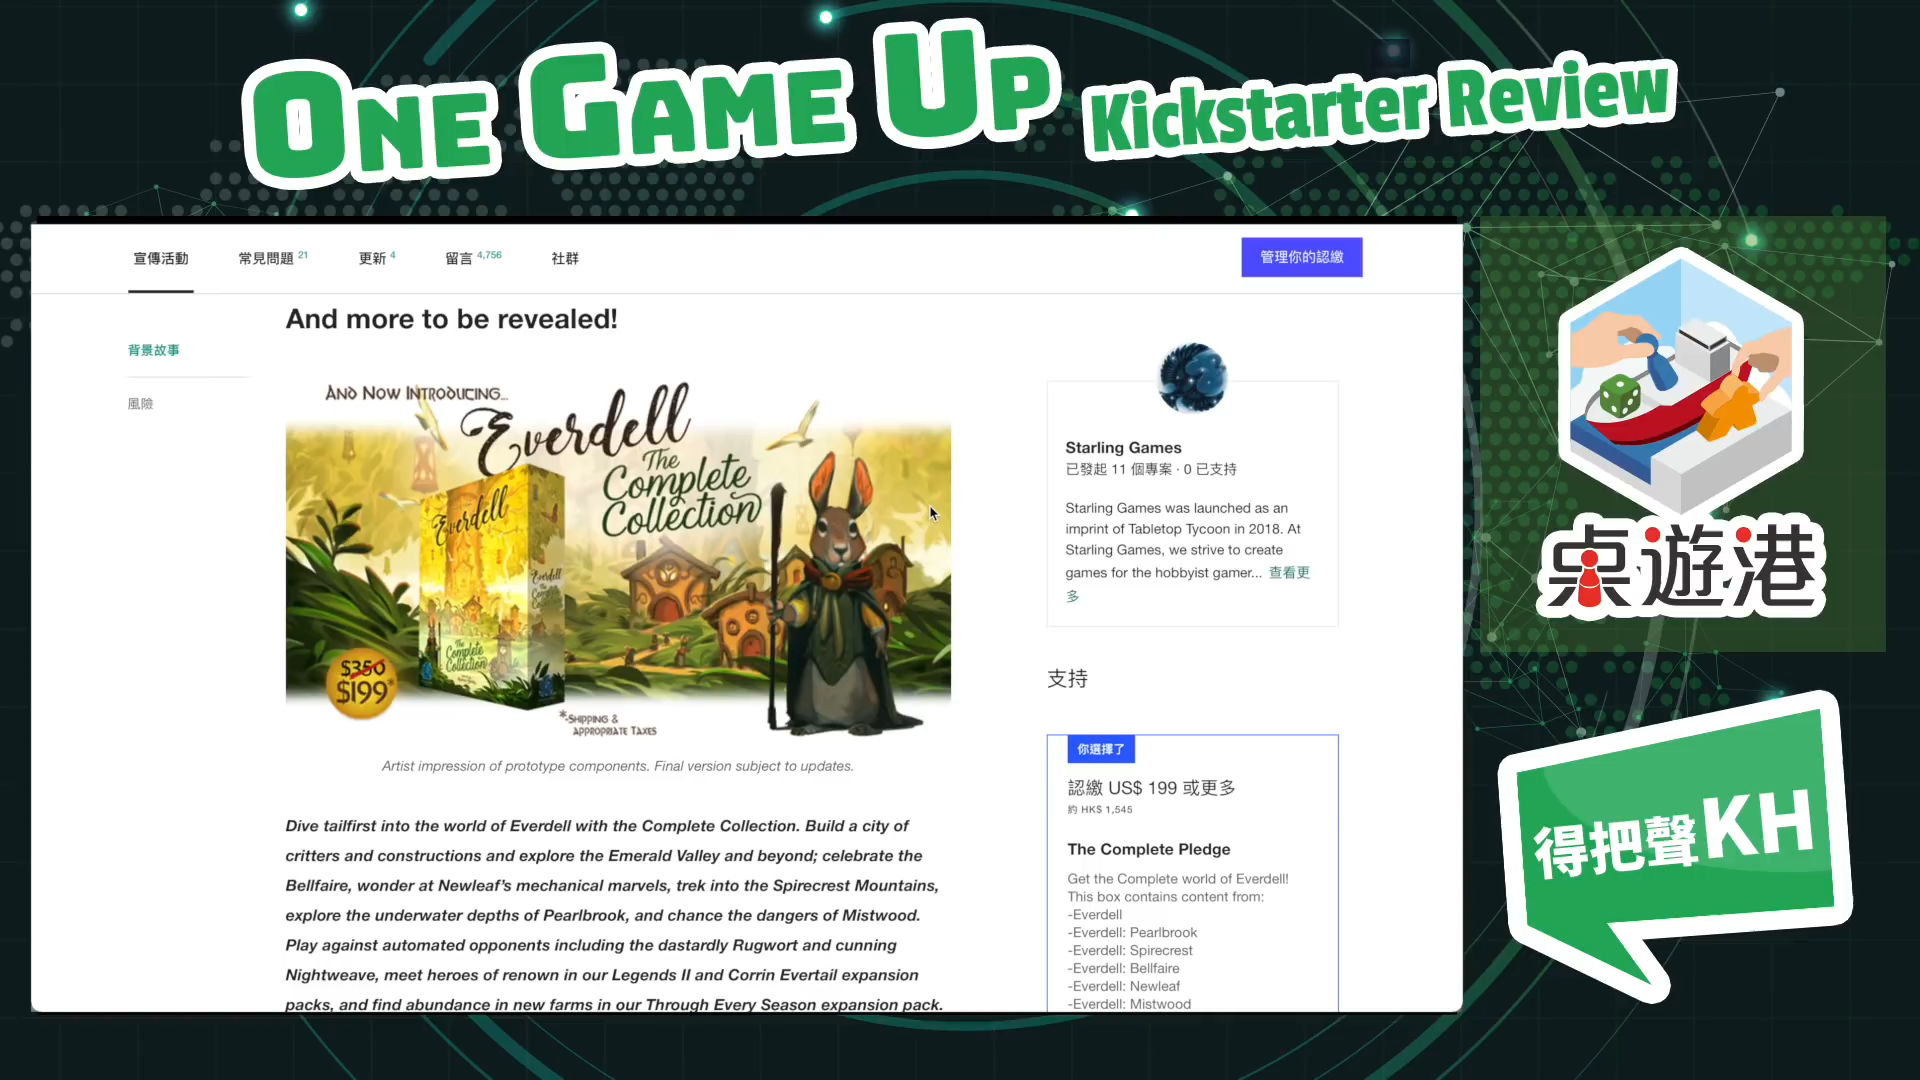 One Game Up Kickstarter Review
宣傳活動
常見問題 21
更新 4
留言 4,756
社群
管理你的認繳
And more to be revealed!
背景故事
風險
And Now Introducing...
Everdell
The
Complete
Collection
Everdell
Everdell
The
Complete
Collection
$350
$199*
*-Shipping &
Appropriate Taxes
Artist impression of prototype components. Final version subject to updates.
Dive tailfirst into the world of Everdell with the Complete Collection. Build a city of
critters and constructions and explore the Emerald Valley and beyond; celebrate the
Bellfaire, wonder at Newleaf’s mechanical marvels, trek into the Spirecrest Mountains,
explore the underwater depths of Pearlbrook, and chance the dangers of Mistwood.
Play against automated opponents including the dastardly Rugwort and cunning
Nightweave, meet heroes of renown in our Legends II and Corrin Evertail expansion
packs, and find abundance in new farms in our Through Every Season expansion pack.
Starling Games
已發起 11 個專案 · 0 已支持
Starling Games was launched as an
imprint of Tabletop Tycoon in 2018. At
Starling Games, we strive to create
games for the hobbyist gamer... 查看更
多
支持
你選擇了
認繳 US$ 199 或更多
約 HK$ 1,545
The Complete Pledge
Get the Complete world of Everdell!
This box contains content from:
-Everdell
-Everdell: Pearlbrook
-Everdell: Spirecrest
-Everdell: Bellfaire
-Everdell: Newleaf
-Everdell: Mistwood
桌遊港
得把聲KH